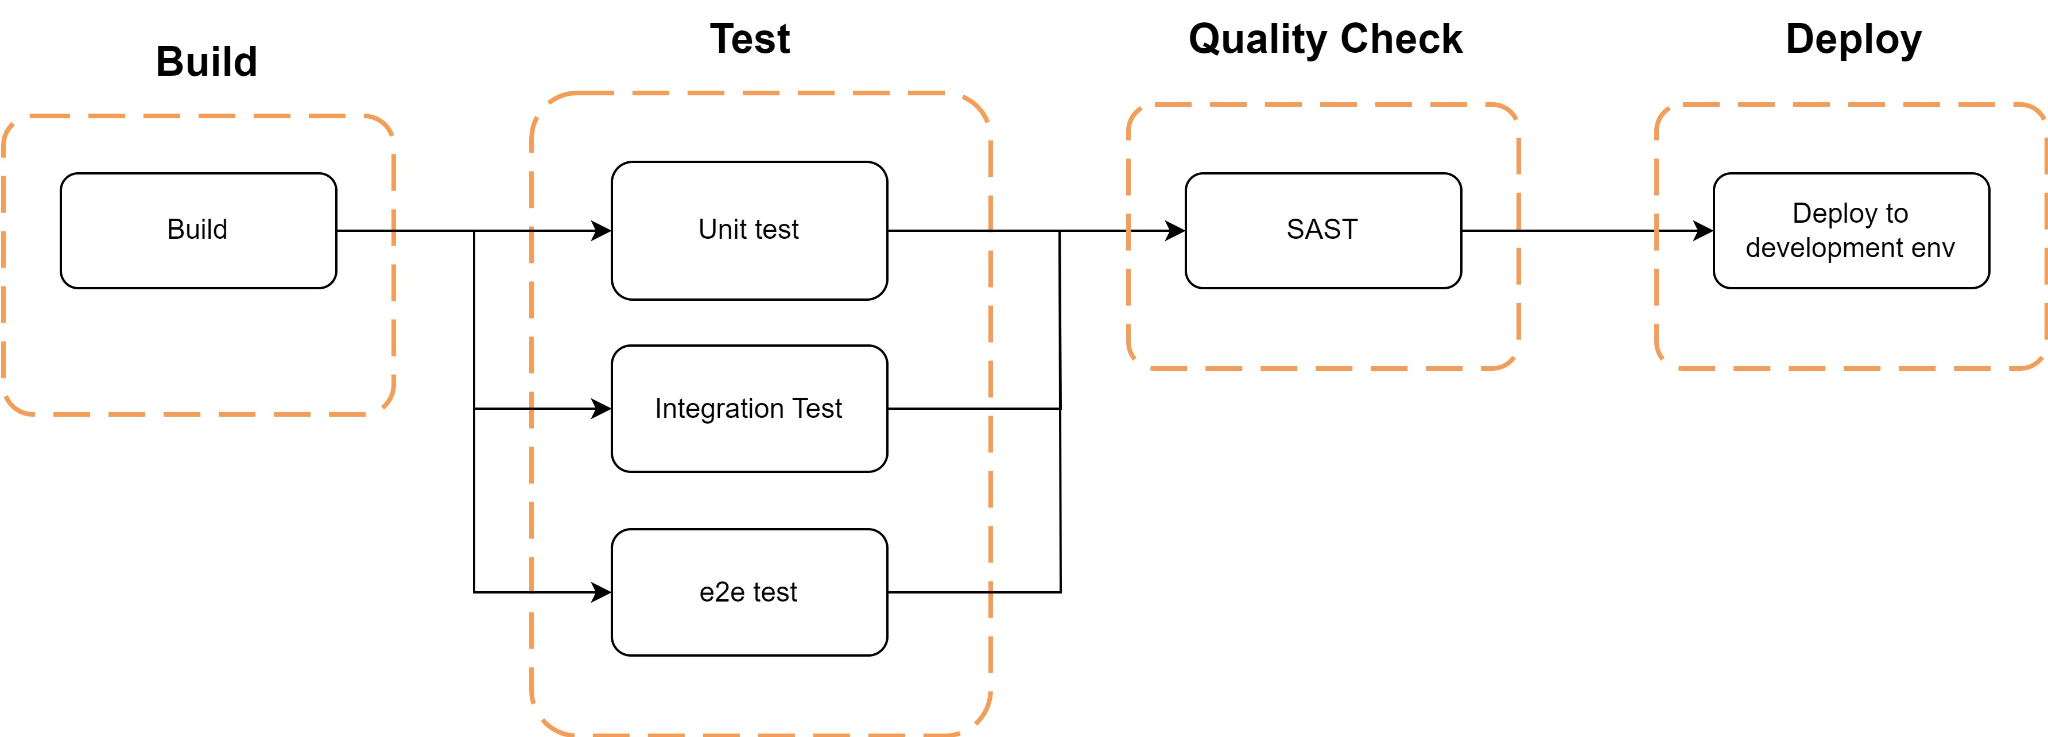 Build
Test
Quality Check
Deploy
Build
Unit test
SAST
Deploy to
development env
Integration Test
e2e test